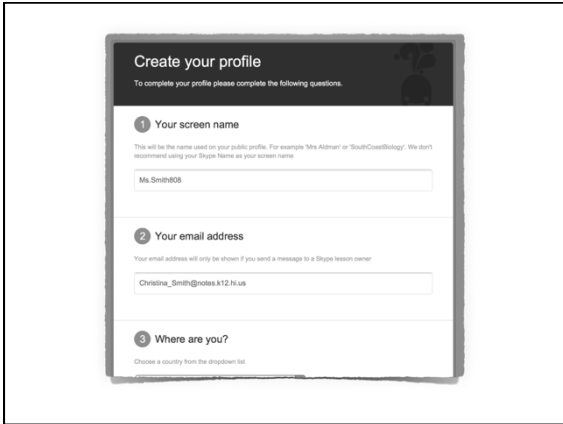 Create your profile
To complete your profile please complete the following questions.
1 Your screen name
This will be the name used on your public profile. For example 'Mrs Aldman' or 'SouthCoastBiology'. We don't
recommend using your Skype Name as your screen name
Ms.Smith808
2 Your email address
Your email address will only be shown if you send a message to a Skype lesson owner
Christina_Smith@notes.k12.hi.us
3 Where are you?
Choose a country from the dropdown list